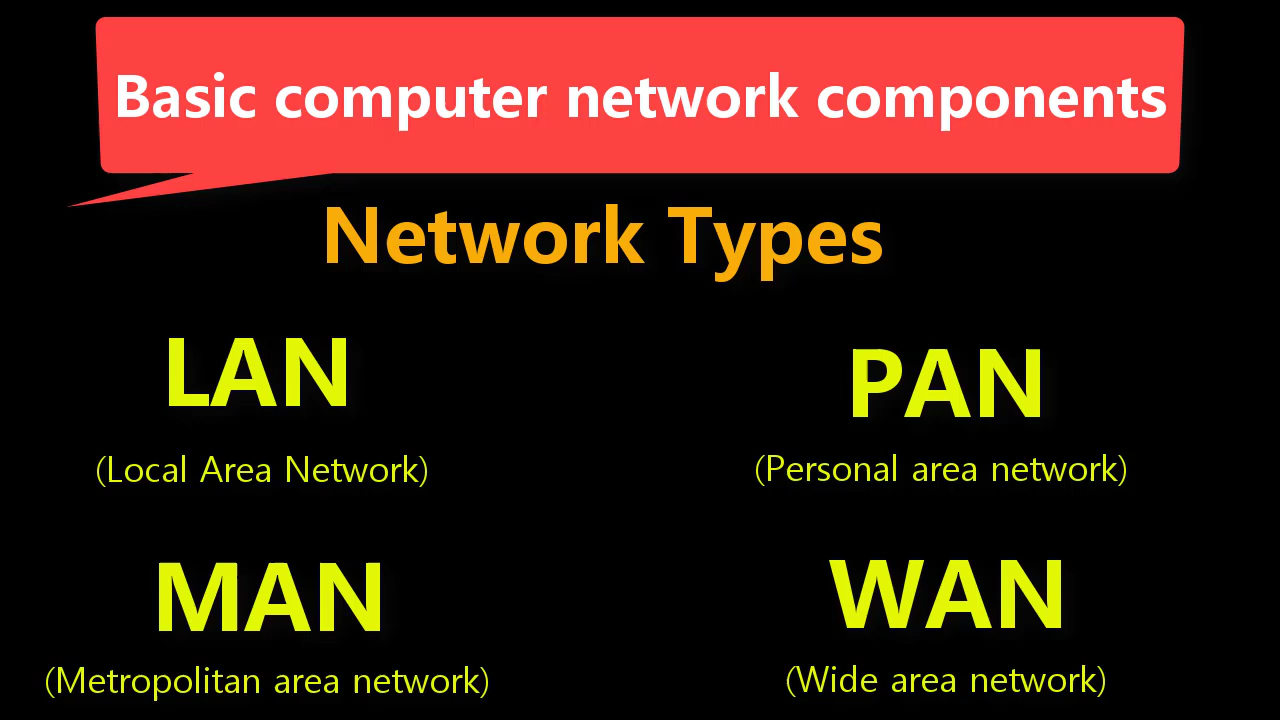 Basic computer network components
Network Types
LAN
(Local Area Network)
PAN
(Personal area network)
MAN
(Metropolitan area network)
WAN
(Wide area network)